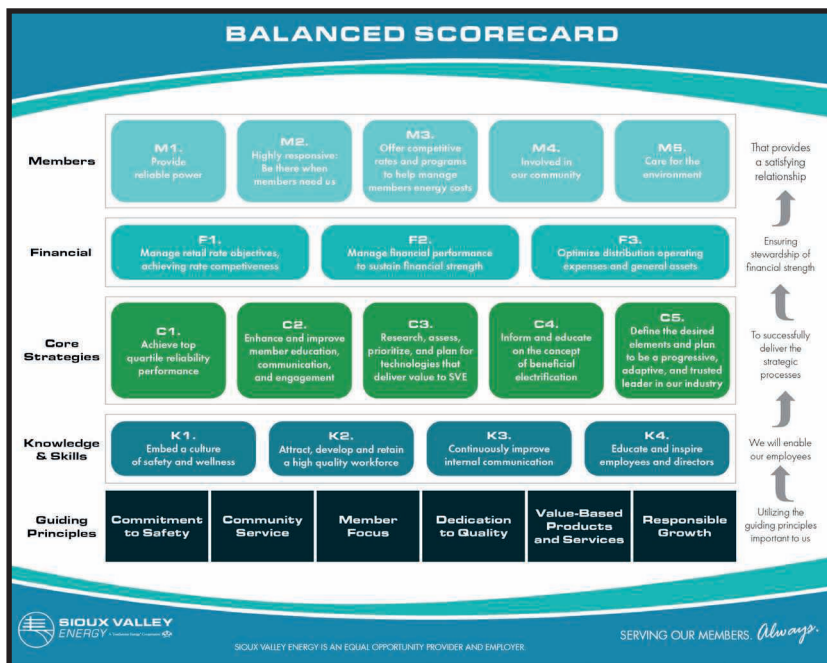 BALANCED SCORECARD
Members
M1.
Provide
reliable power
M2.
Highly responsive:
Be there when
members need us
M3.
Offer competitive
rates and programs
to help manage
members energy costs
M4.
Involved in
our community
M5.
Care for the
environment
That provides
a satisfying
relationship
Financial
F1.
Manage retail rate objectives,
achieving rate competiveness
F2.
Manage financial performance
to sustain financial strength
F3.
Optimize distribution operating
expenses and general assets
Ensuring
stewardship of
financial strength
Core
Strategies
C1.
Achieve top
quartile reliability
performance
C2.
Enhance and improve
member education,
communication,
and engagement
C3.
Research, assess,
prioritize, and plan for
technologies that
deliver value to SVE
C4.
Inform and educate
on the concept
of beneficial
electrification
C5.
Define the desired
elements and plan
to be a progressive,
adaptive, and trusted
leader in our industry
To successfully
deliver the
strategic
processes
Knowledge
& Skills
K1.
Embed a culture
of safety and wellness
K2.
Attract, develop and retain
a high quality workforce
K3.
Continuously improve
internal communication
K4.
Educate and inspire
employees and directors
We will enable
our employees
Guiding
Principles
Commitment
to Safety
Community
Service
Member
Focus
Dedication
to Quality
Value-Based
Products
and Services
Responsible
Growth
Utilizing the
guiding principles
important to us
SIOUX VALLEY
ENERGY
SIOUX VALLEY ENERGY IS AN EQUAL OPPORTUNITY PROVIDER AND EMPLOYER.
SERVING OUR MEMBERS. Always.